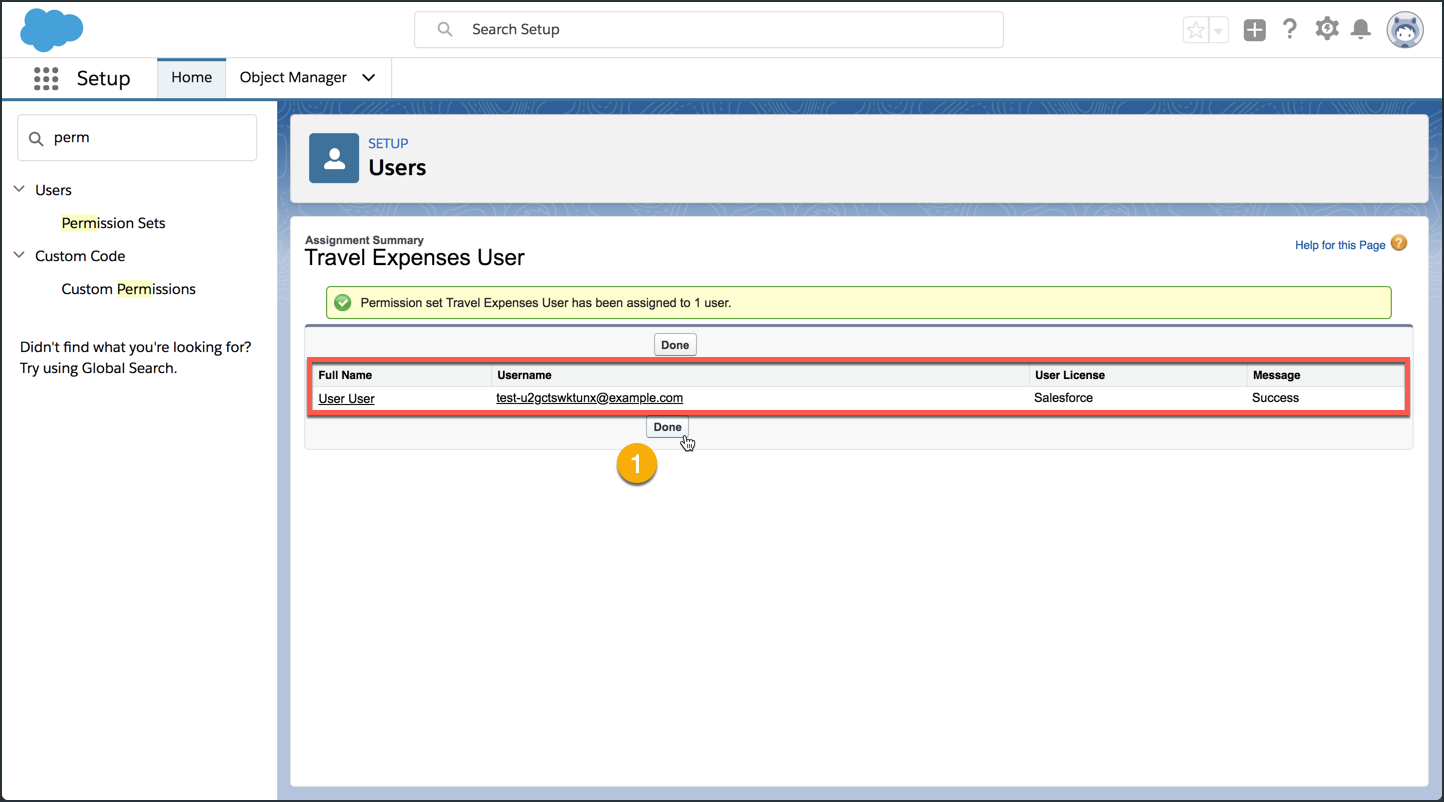 Search Setup
Setup
Home
Object Manager
perm
Users
Permission Sets
Custom Code
Custom Permissions
Didn't find what you're looking for?
Try using Global Search.
SETUP
Users
Assignment Summary
Travel Expenses User
Help for this Page ?
Permission set Travel Expenses User has been assigned to 1 user.
Done
Full Name Username User License Message
User User test-u2gctswktunx@example.com Salesforce Success
Done
1